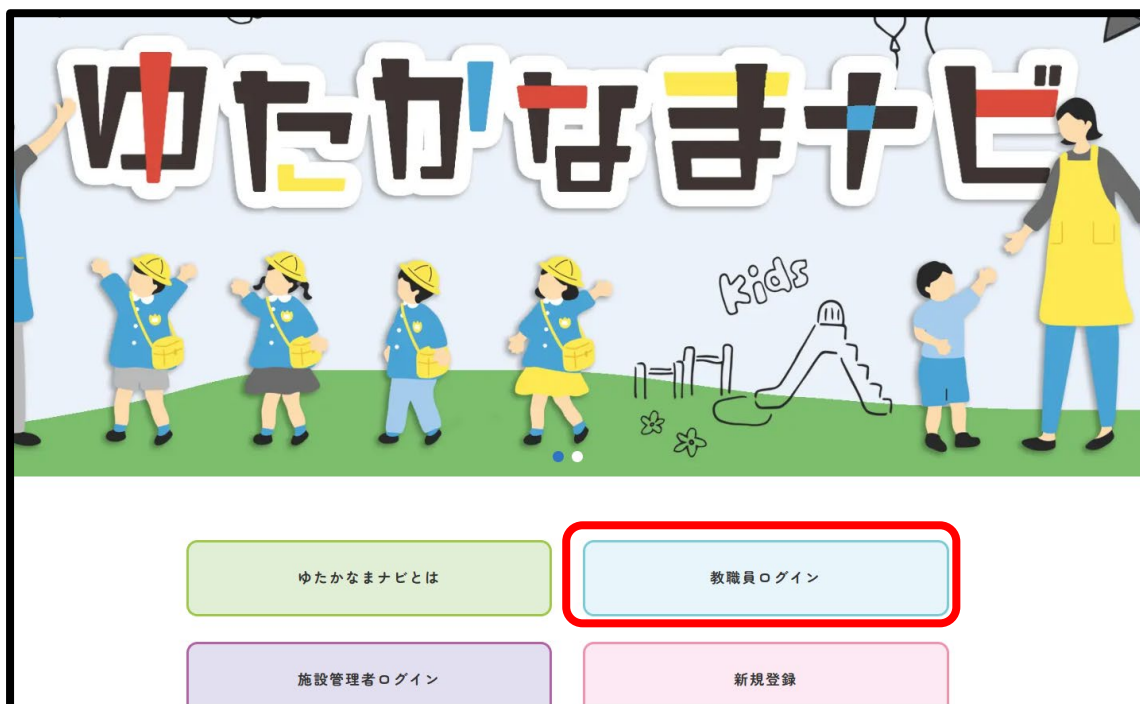 ゆたかなまナビ
kids
ゆたかなまナビとは
教職員ログイン
施設管理者ログイン
新規登録